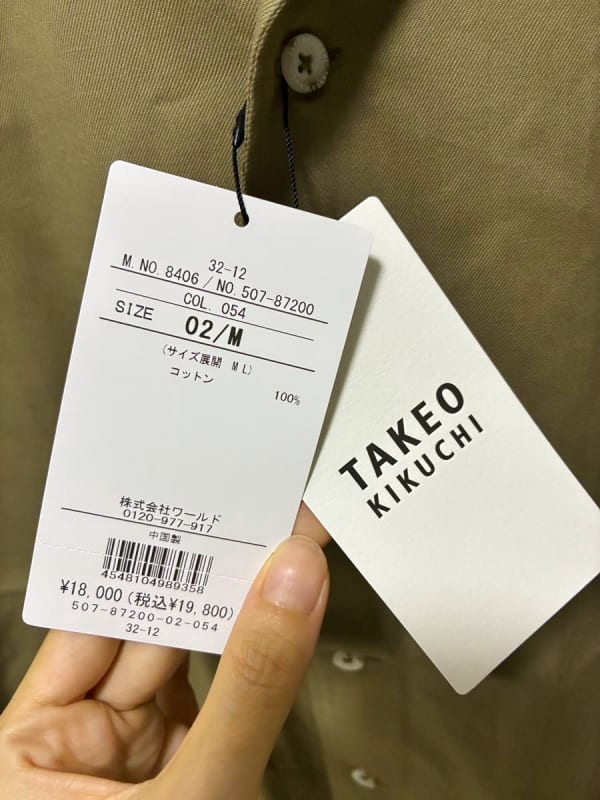 32-12
M. NO. 8406 / NO. 507-87200
COL. 054
SIZE 02/M
(サイズ展開 M L)
コットン
100%
株式会社ワールド
0120-977-917
中国製
4548104989358
¥18,000 (税込¥19,800)
507-87200-02-054
32-12
TAKEO
KIKUCHI